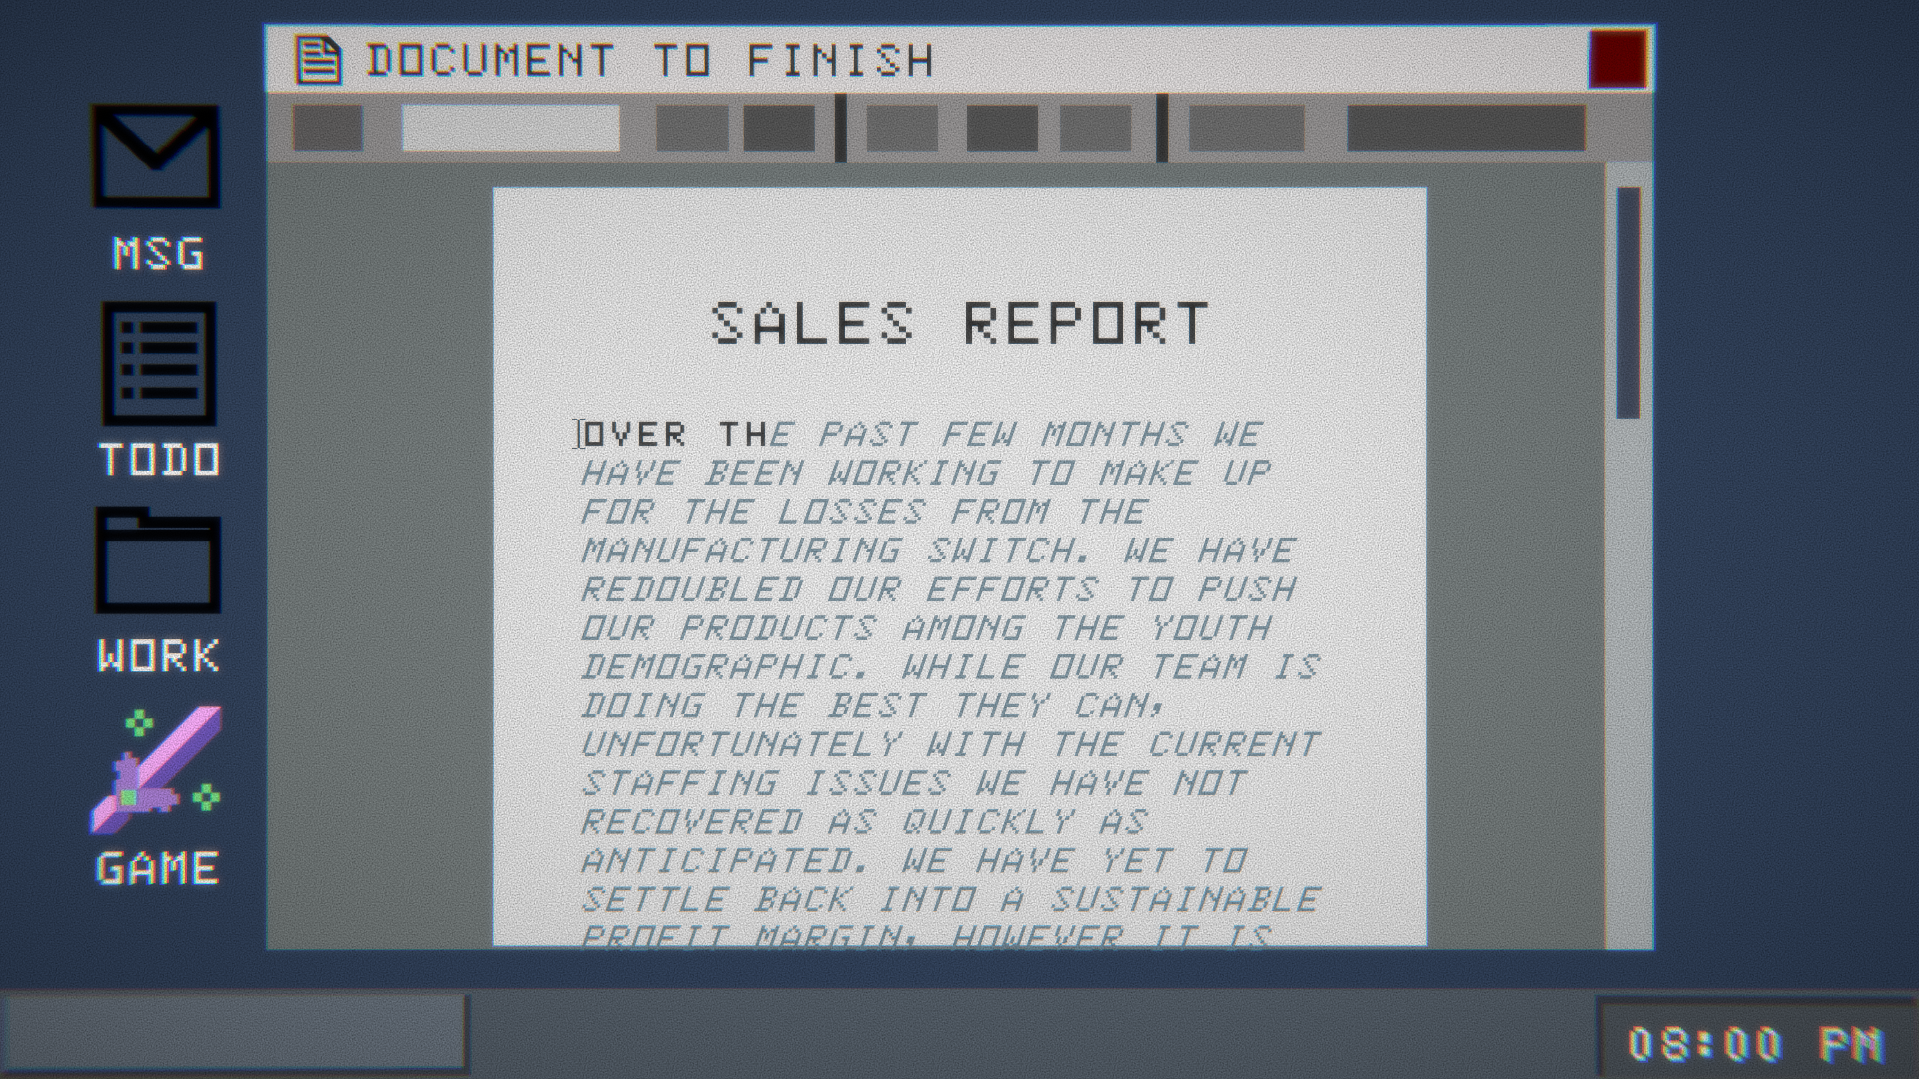 DOCUMENT TO FINISH
MSG
TODO
WORK
GAME
SALES REPORT
OVER THE PAST FEW MONTHS WE
HAVE BEEN WORKING TO MAKE UP
FOR THE LOSSES FROM THE
MANUFACTURING SWITCH. WE HAVE
REDOUBLED OUR EFFORTS TO PUSH
OUR PRODUCTS AMONG THE YOUTH
DEMOGRAPHIC. WHILE OUR TEAM IS
DOING THE BEST THEY CAN,
UNFORTUNATELY WITH THE CURRENT
STAFFING ISSUES WE HAVE NOT
RECOVERED AS QUICKLY AS
ANTICIPATED. WE HAVE YET TO
SETTLE BACK INTO A SUSTAINABLE
PROFIT MARGIN, HOWEVER IT IS
08:00 PM